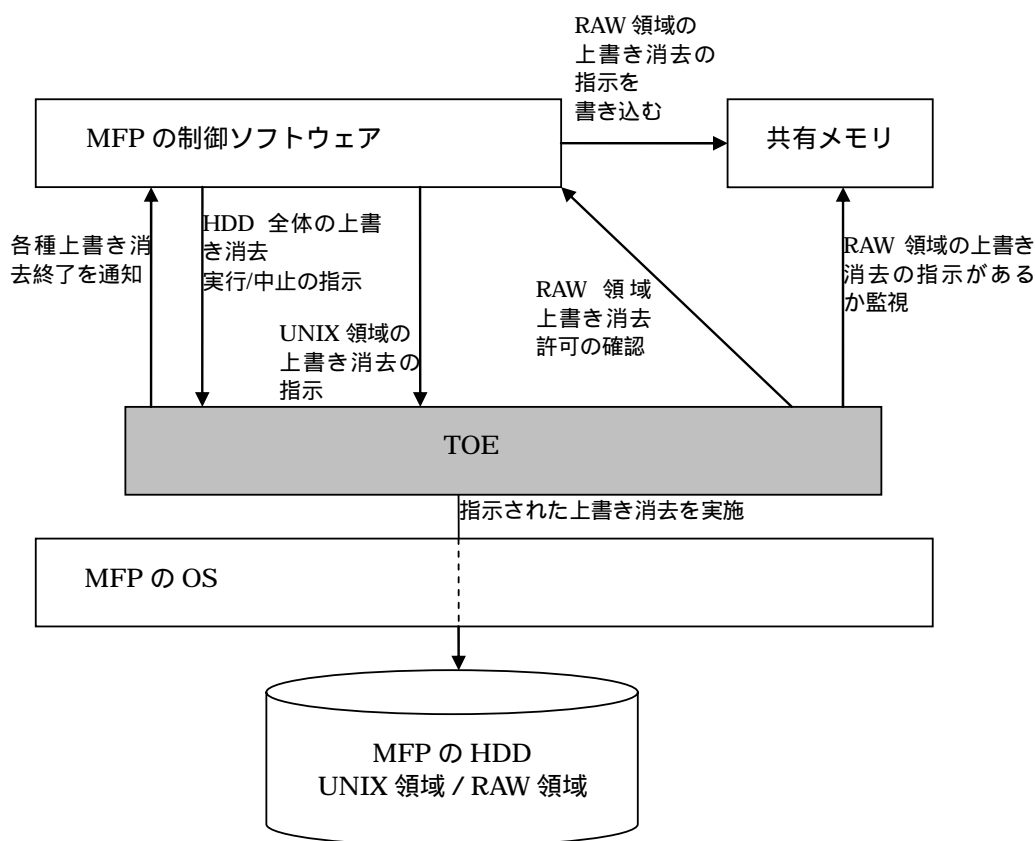 RAW 領域の
上書き消去の
指示を
書き込む
MFP の制御ソフトウェア
共有メモリ
各種上書き消
去終了を通知
HDD 全体の上書
き消去
実行/中止の指示
UNIX 領域の
上書き消去の
指示
RAW 領域
上書き消去
許可の確認
RAW 領域の上書き
消去の指示がある
か監視
TOE
指示された上書き消去を実施
MFP の OS
MFP の HDD
UNIX 領域 / RAW 領域